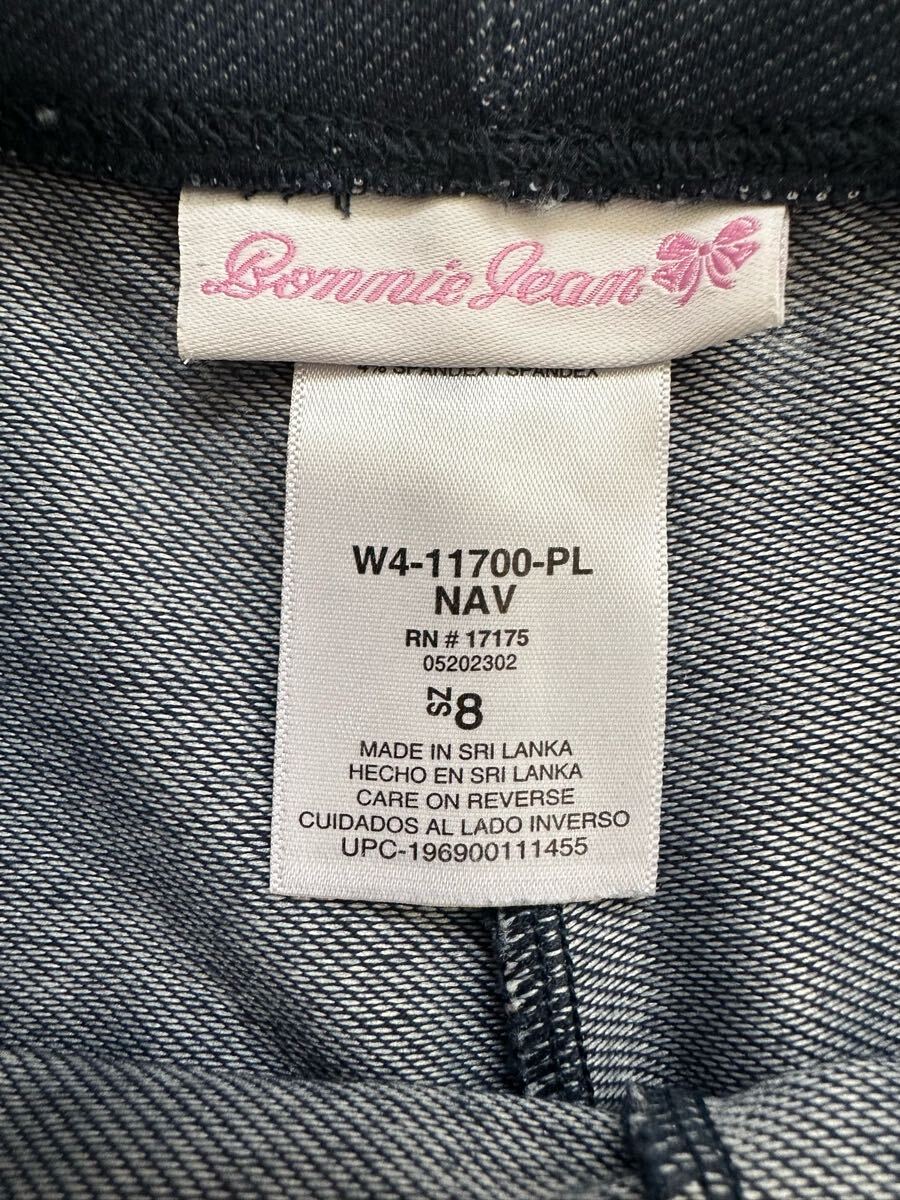 Bonnie Jean
% SPANDEX / SPANDEX
W4-11700-PL
NAV
RN # 17175
05202302
SZ 8
MADE IN SRI LANKA
HECHO EN SRI LANKA
CARE ON REVERSE
CUIDADOS AL LADO INVERSO
UPC-196900111455